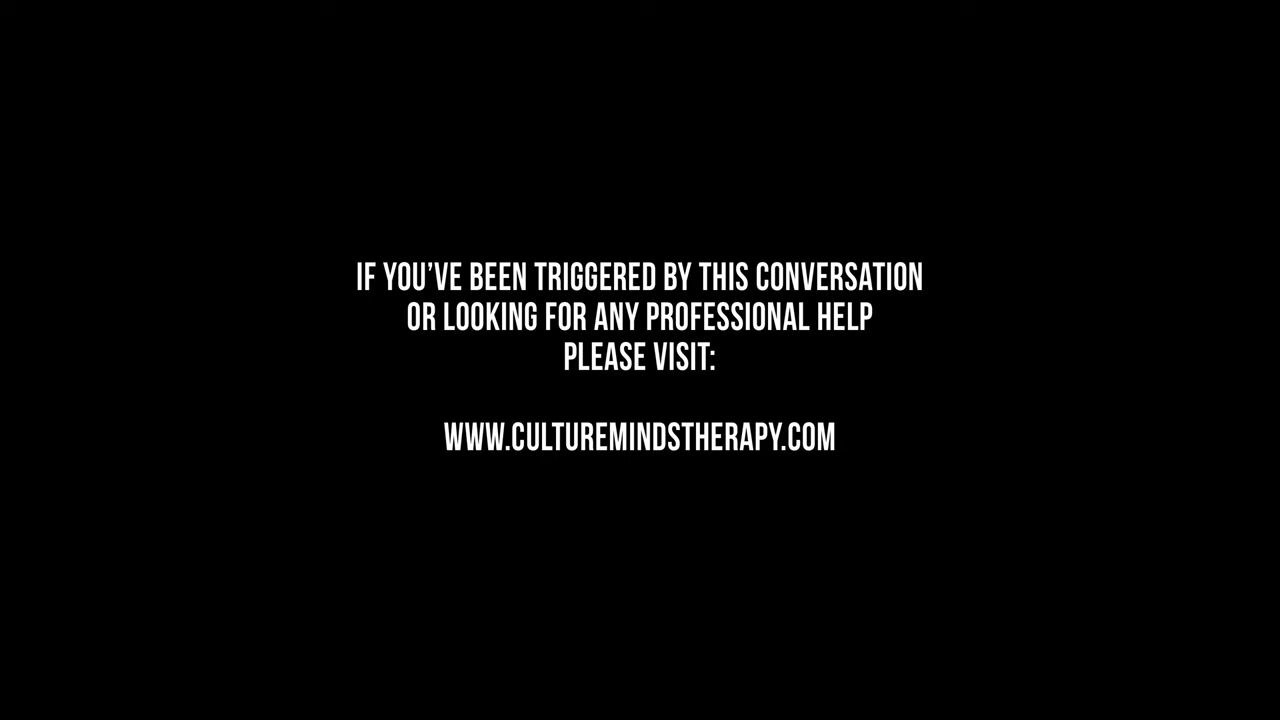 IF YOU’VE BEEN TRIGGERED BY THIS CONVERSATION
OR LOOKING FOR ANY PROFESSIONAL HELP
PLEASE VISIT:
WWW.CULTUREMINDSTHERAPY.COM